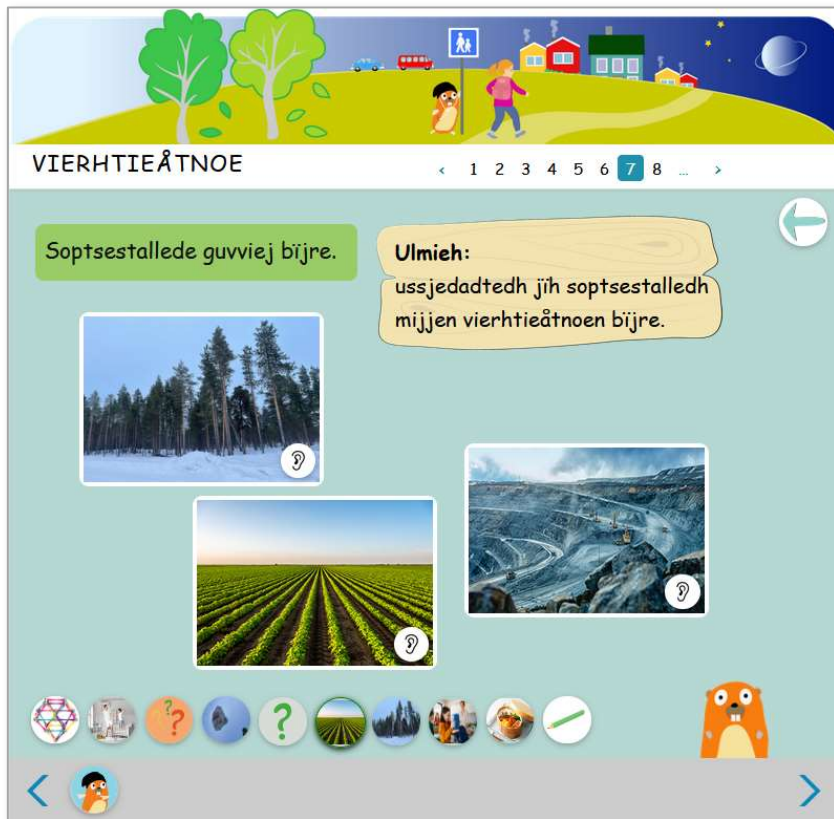 VIERHTIEÅTNOE
‹ 1 2 3 4 5 6 7 8 ... ›
Soptsestallede guvviej bïjre.
Ulmieh:
ussjedadtedh jïh soptsestalledh
mijjen vierhtieåtnoen bïjre.